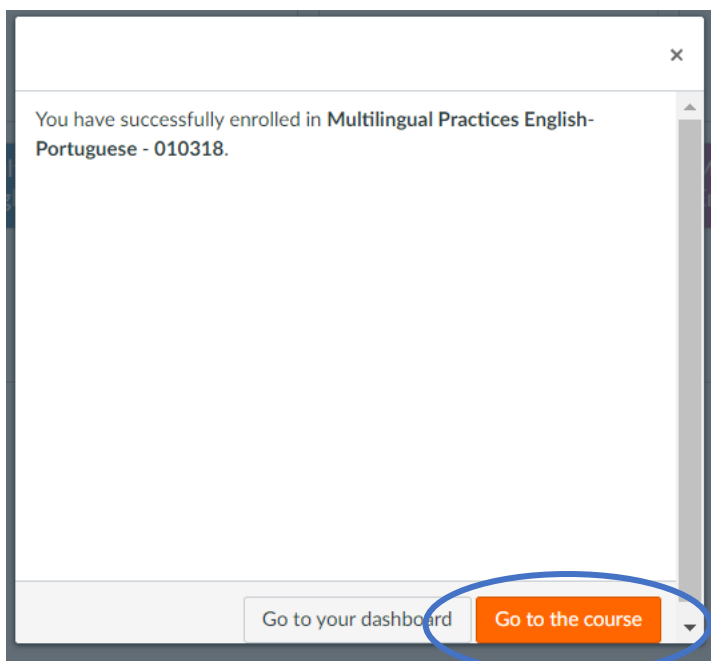 ×
You have successfully enrolled in Multilingual Practices English-
Portuguese - 010318.
Go to your dashboard
Go to the course